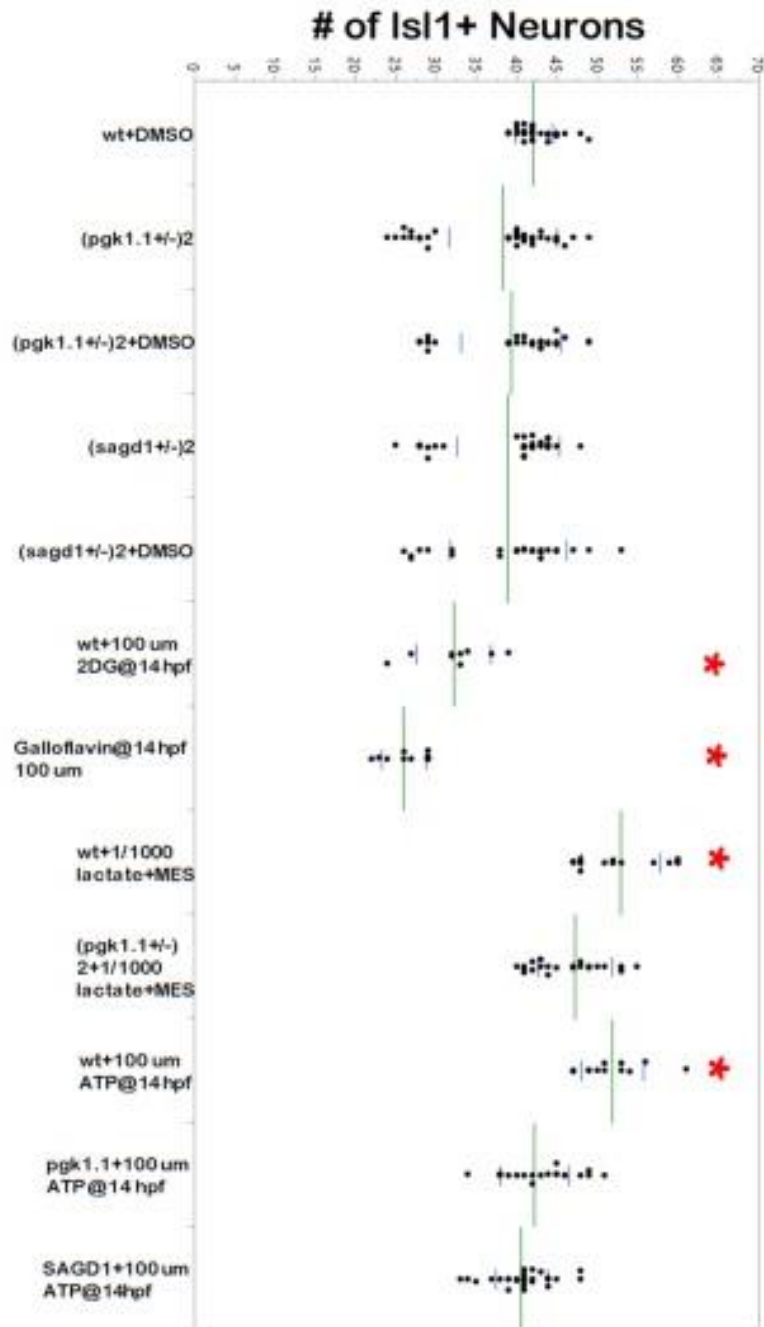 # of Isl1+ Neurons
0
5
10
15
20
25
30
35
40
45
50
55
60
65
70
wt+DMSO
(pgk1.1+/-)2
(pgk1.1+/-)2+DMSO
(sagd1+/-)2
(sagd1+/-)2+DMSO
wt+100 um
2DG@14 hpf
Galloflavin@14 hpf
100 um
wt+1/1000
lactate+MES
(pgk1.1+/-)
2+1/1000
lactate+MES
wt+100 um
ATP@14 hpf
pgk1.1+100 um
ATP@14 hpf
SAGD1+100 um
ATP@14hpf